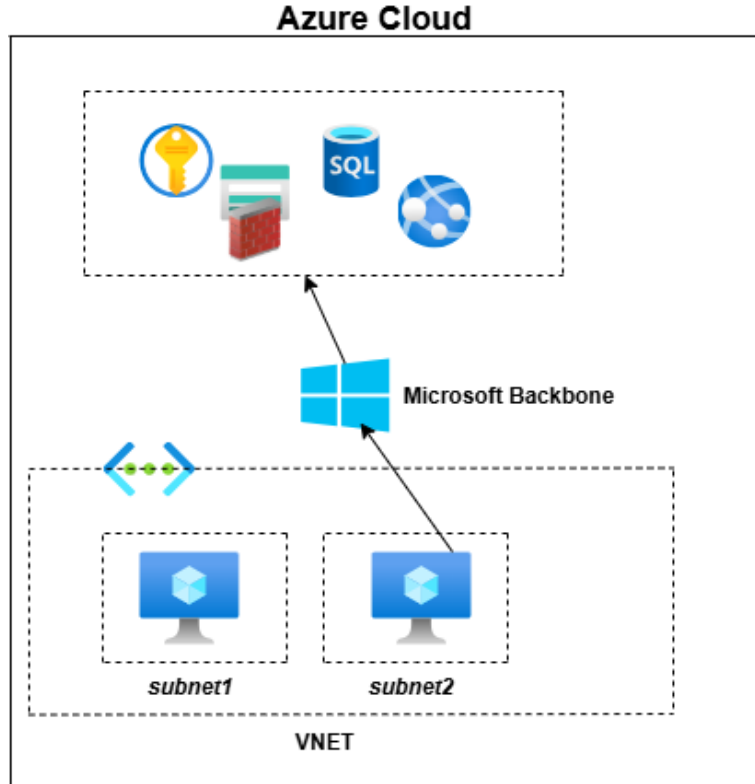 Azure Cloud
SQL
Microsoft Backbone
subnet1
subnet2
VNET